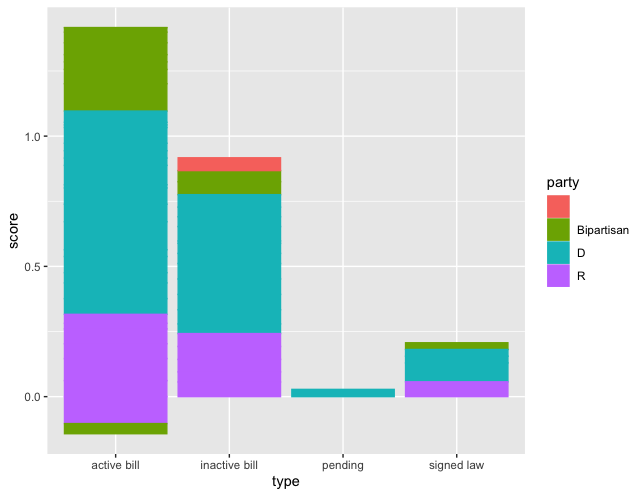 score
1.0
0.5
0.0
active bill
inactive bill
pending
signed law
type
party
Bipartisan
D
R